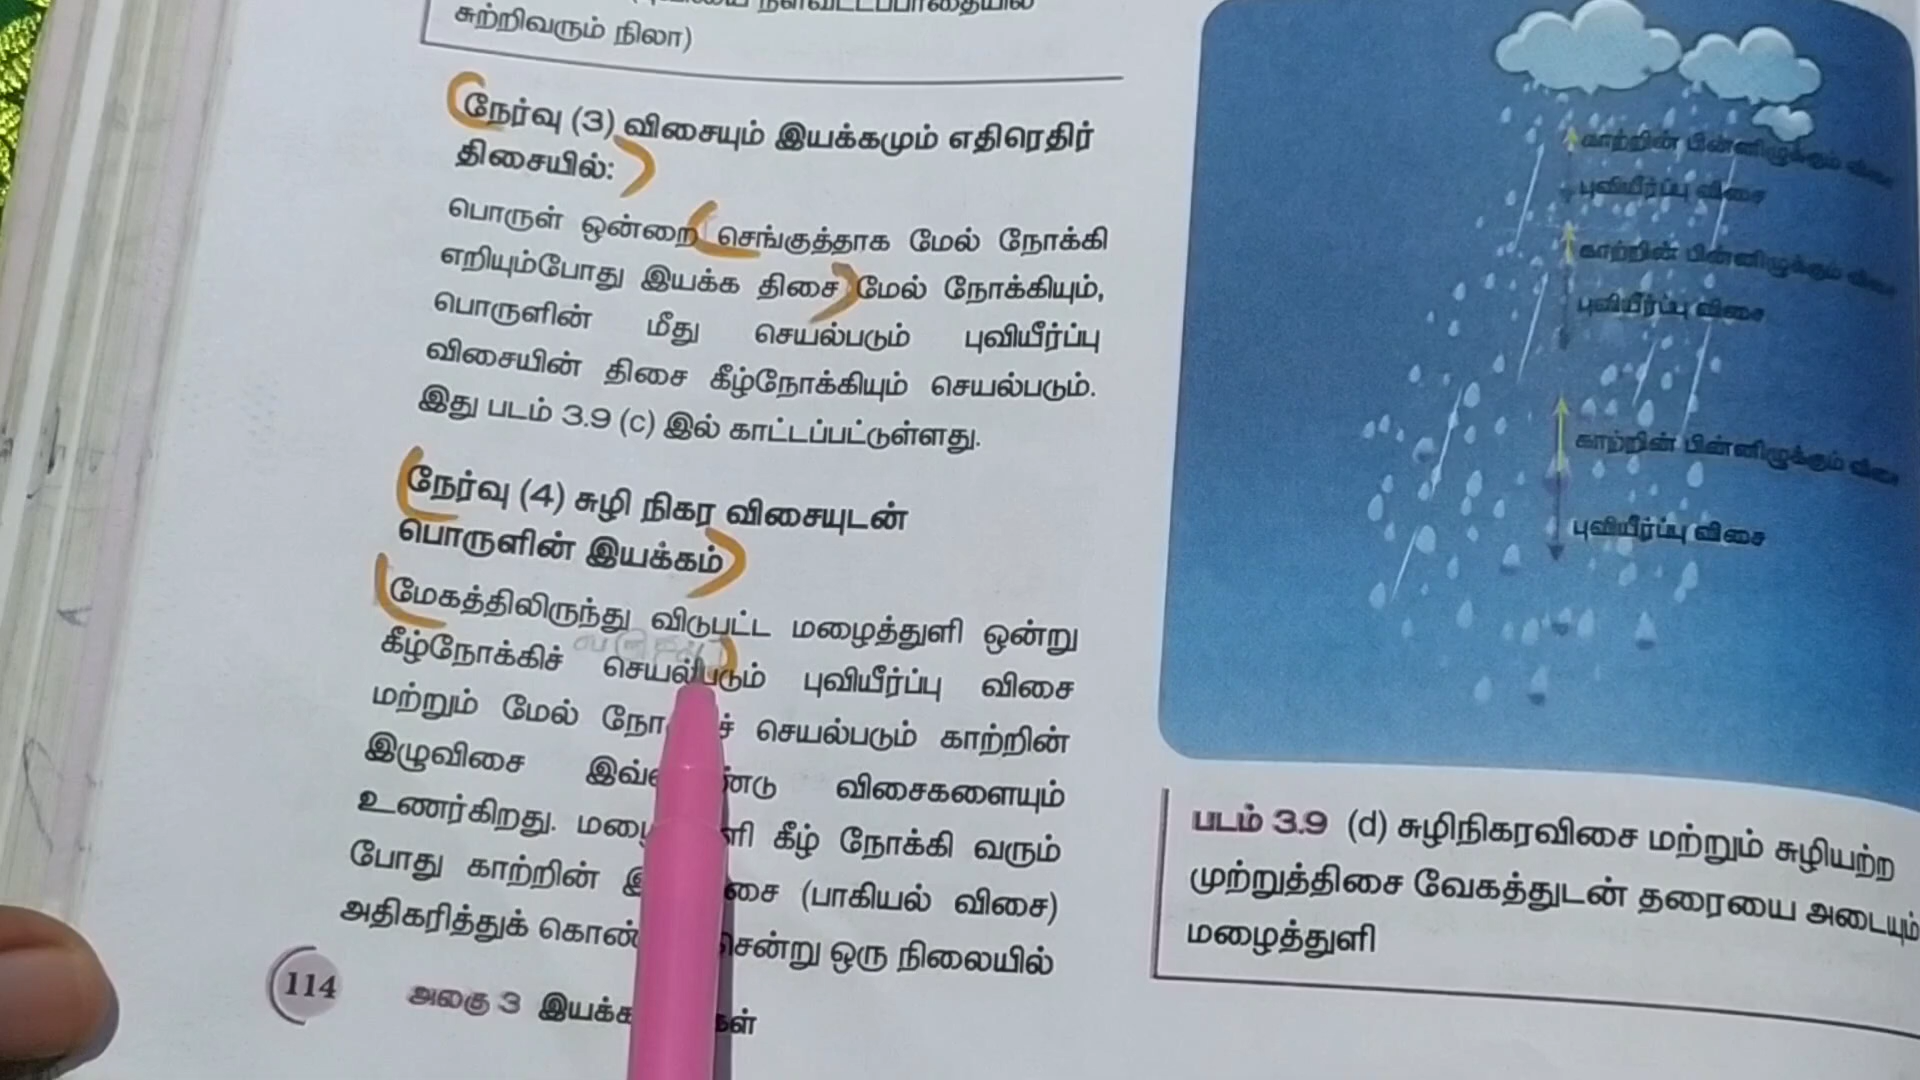 சுற்றிவரும் நிலா)
நேர்வு (3) விசையும் இயக்கமும் எதிரெதிர்
திசையில்:
பொருள் ஒன்றை செங்குத்தாக மேல் நோக்கி
எறியும்போது இயக்க திசை மேல் நோக்கியும்,
பொருளின் மீது செயல்படும் புவியீர்ப்பு
விசையின் திசை கீழ்நோக்கியும் செயல்படும்.
இது படம் 3.9 (c) இல் காட்டப்பட்டுள்ளது.
நேர்வு (4) சுழி நிகர விசையுடன்
பொருளின் இயக்கம்
மேகத்திலிருந்து விடுபட்ட மழைத்துளி ஒன்று
கீழ்நோக்கிச் செயல்படும் புவியீர்ப்பு விசை
மற்றும் மேல் செயல்படும் காற்றின்
இழுவிசை விசைகளையும்
உணர்கிறது. கீழ் நோக்கி வரும்
போது காற்றின் (பாகியல் விசை)
அதிகரித்துக் சென்று ஒரு நிலையில்
114 அலகு 3
காற்றின் பின்னிழுக்கும் விசை
புவியீர்ப்பு விசை
காற்றின் பின்னிழுக்கும் விசை
புவியீர்ப்பு விசை
காற்றின் பின்னிழுக்கும் விசை
புவியீர்ப்பு விசை
படம் 3.9 (d) சுழிநிகரவிசை மற்றும் சுழியற்ற
முற்றுத்திசை வேகத்துடன் தரையை அடையும்
மழைத்துளி